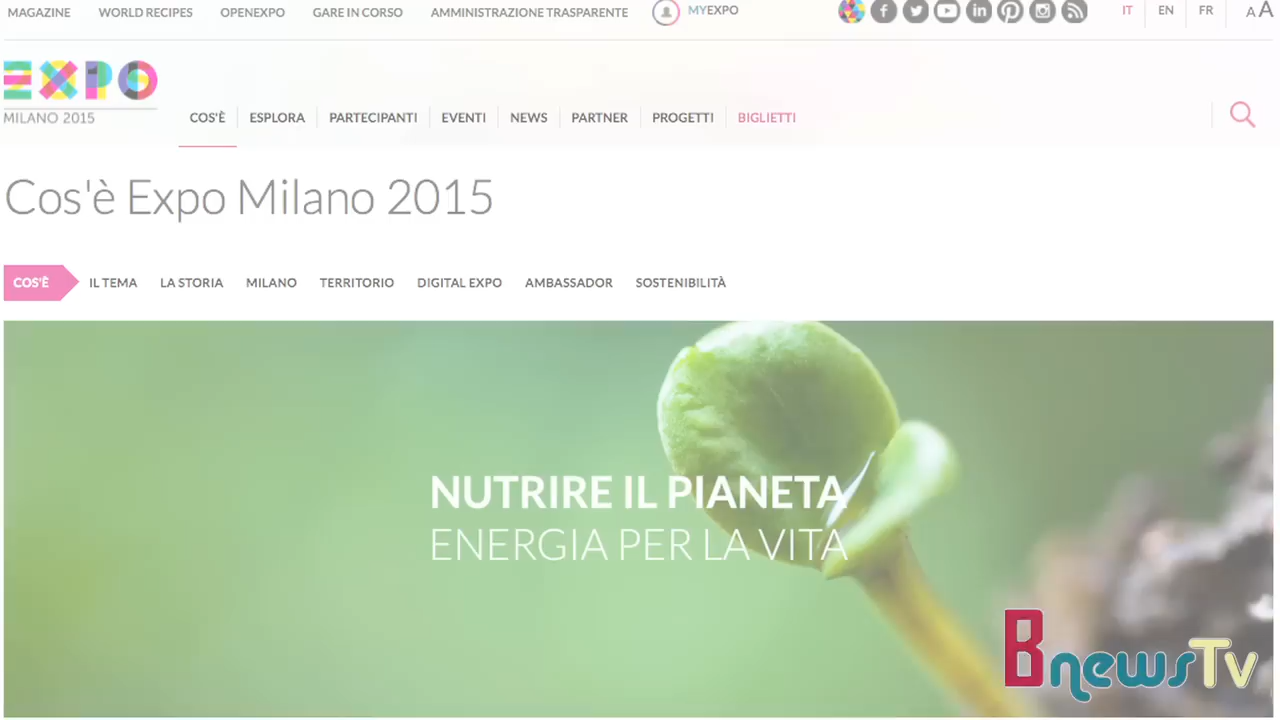 MAGAZINE WORLD RECIPES OPENEXPO GARE IN CORSO AMMINISTRAZIONE TRASPARENTE MYEXPO IT EN FR A A
EXPO
MILANO 2015
COS'È ESPLORA PARTECIPANTI EVENTI NEWS PARTNER PROGETTI BIGLIETTI
Cos'è Expo Milano 2015
COS'È IL TEMA LA STORIA MILANO TERRITORIO DIGITAL EXPO AMBASSADOR SOSTENIBILITÀ
NUTRIRE IL PIANETA
ENERGIA PER LA VITA
BnewsTv